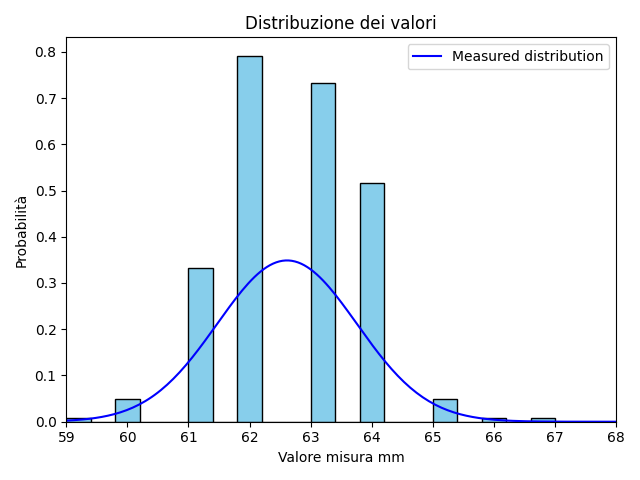 Distribuzione dei valori
Measured distribution
Probabilità
0.8
0.7
0.6
0.5
0.4
0.3
0.2
0.1
0.0
59 60 61 62 63 64 65 66 67 68
Valore misura mm